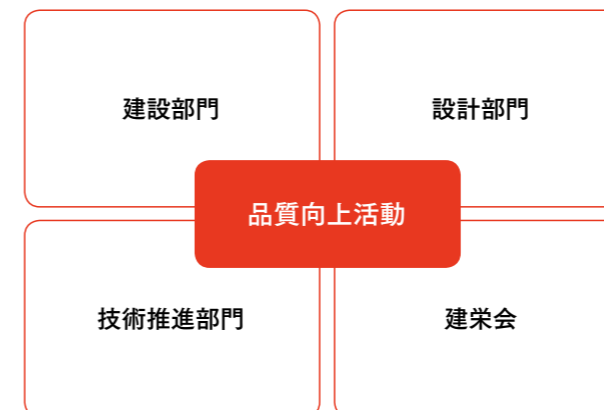 建設部門
設計部門
品質向上活動
技術推進部門
建栄会